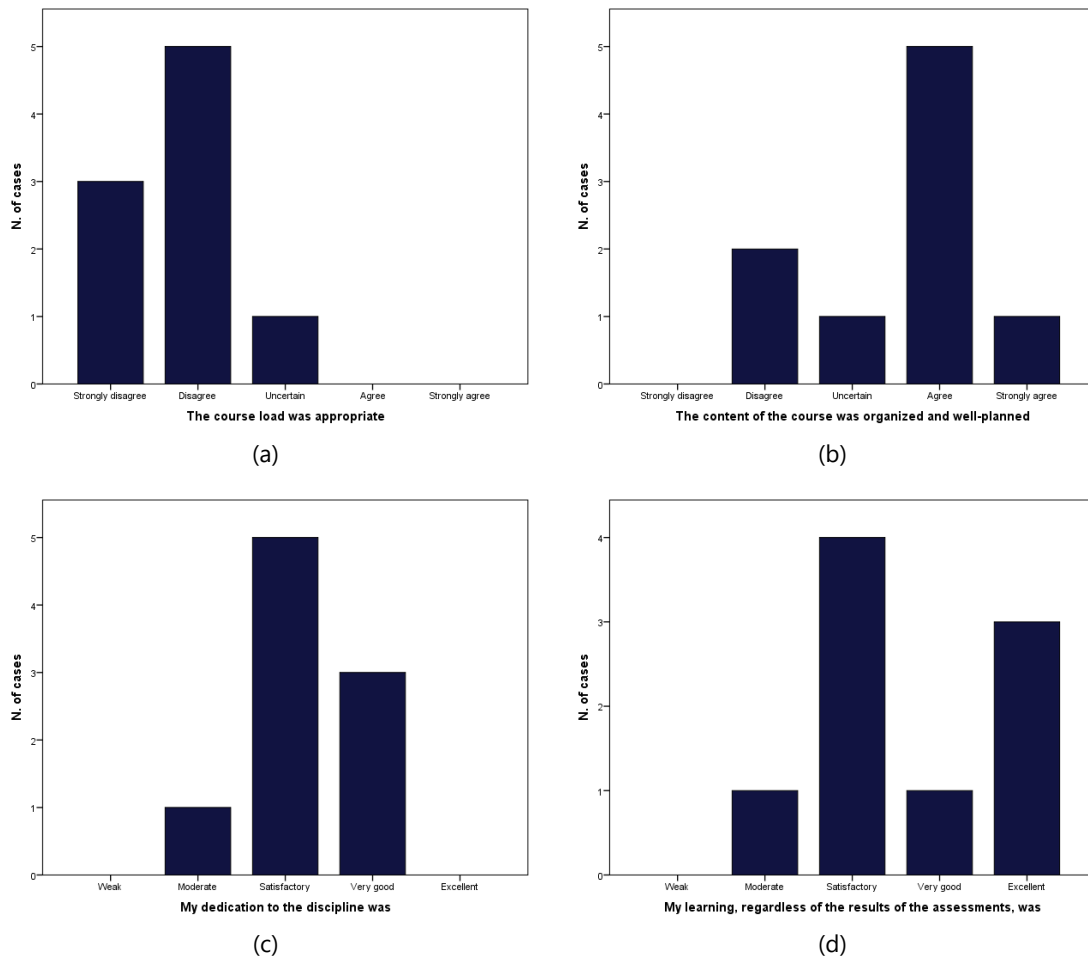 5
4
3
2
1
0
N. of cases
Strongly disagree Disagree Uncertain Agree Strongly agree
The course load was appropriate
(a)
5
4
3
2
1
0
N. of cases
Strongly disagree Disagree Uncertain Agree Strongly agree
The content of the course was organized and well-planned
(b)
5
4
3
2
1
0
N. of cases
Weak Moderate Satisfactory Very good Excellent
My dedication to the discipline was
(c)
4
3
2
1
0
N. of cases
Weak Moderate Satisfactory Very good Excellent
My learning, regardless of the results of the assessments, was
(d)